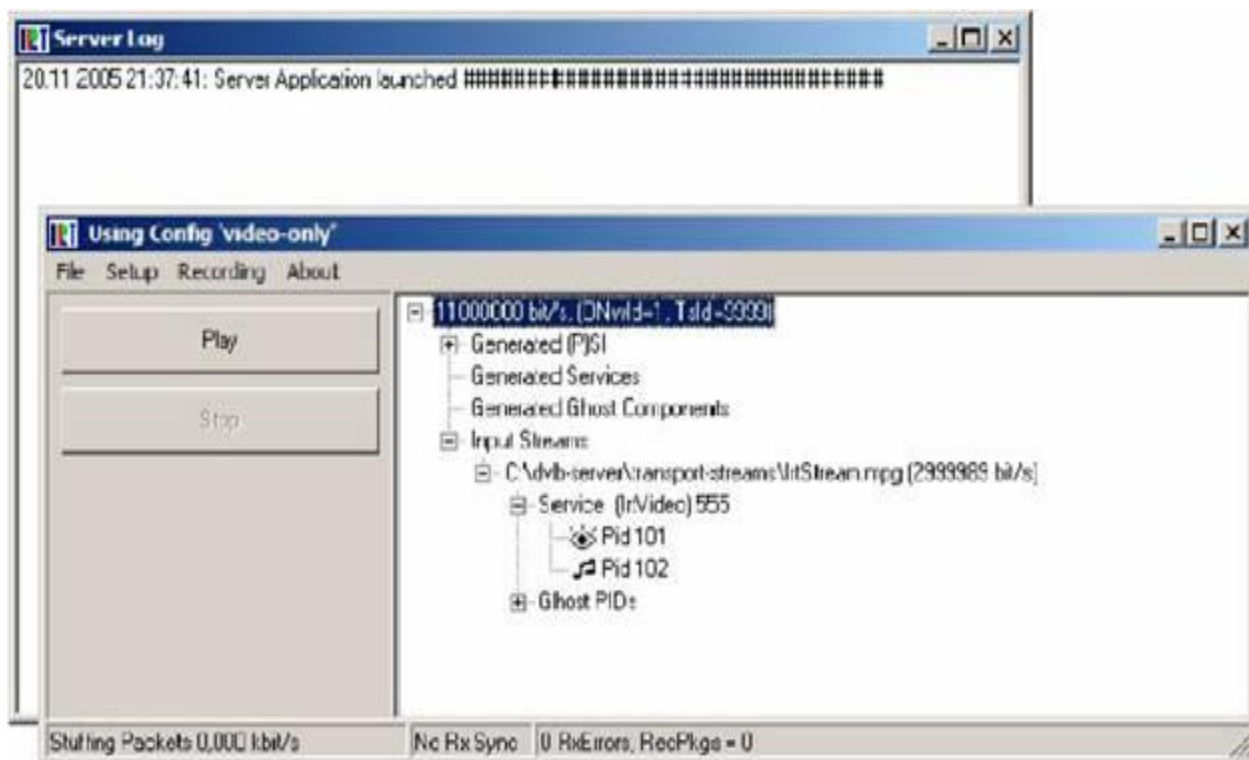 Server Log
20.11 2005 21:37:41: Server Application launched ##################################
Using Config 'video-only'
File Setup Recording About
Play
Stop
11000000 bit/s, (ONwId=1, TsId=9999)
Generated (P)SI
Generated Services
Generated Ghost Components
Input Streams
C:\dvb-server\transport-streams\IrtStream.mpg (2999989 bit/s)
Service (IrtVideo) 555
Pid 101
Pid 102
Ghost PIDs
Stuffing Packets 0,000 kbit/s
No Rx Sync
0 RxErrors, RecPkgs = 0